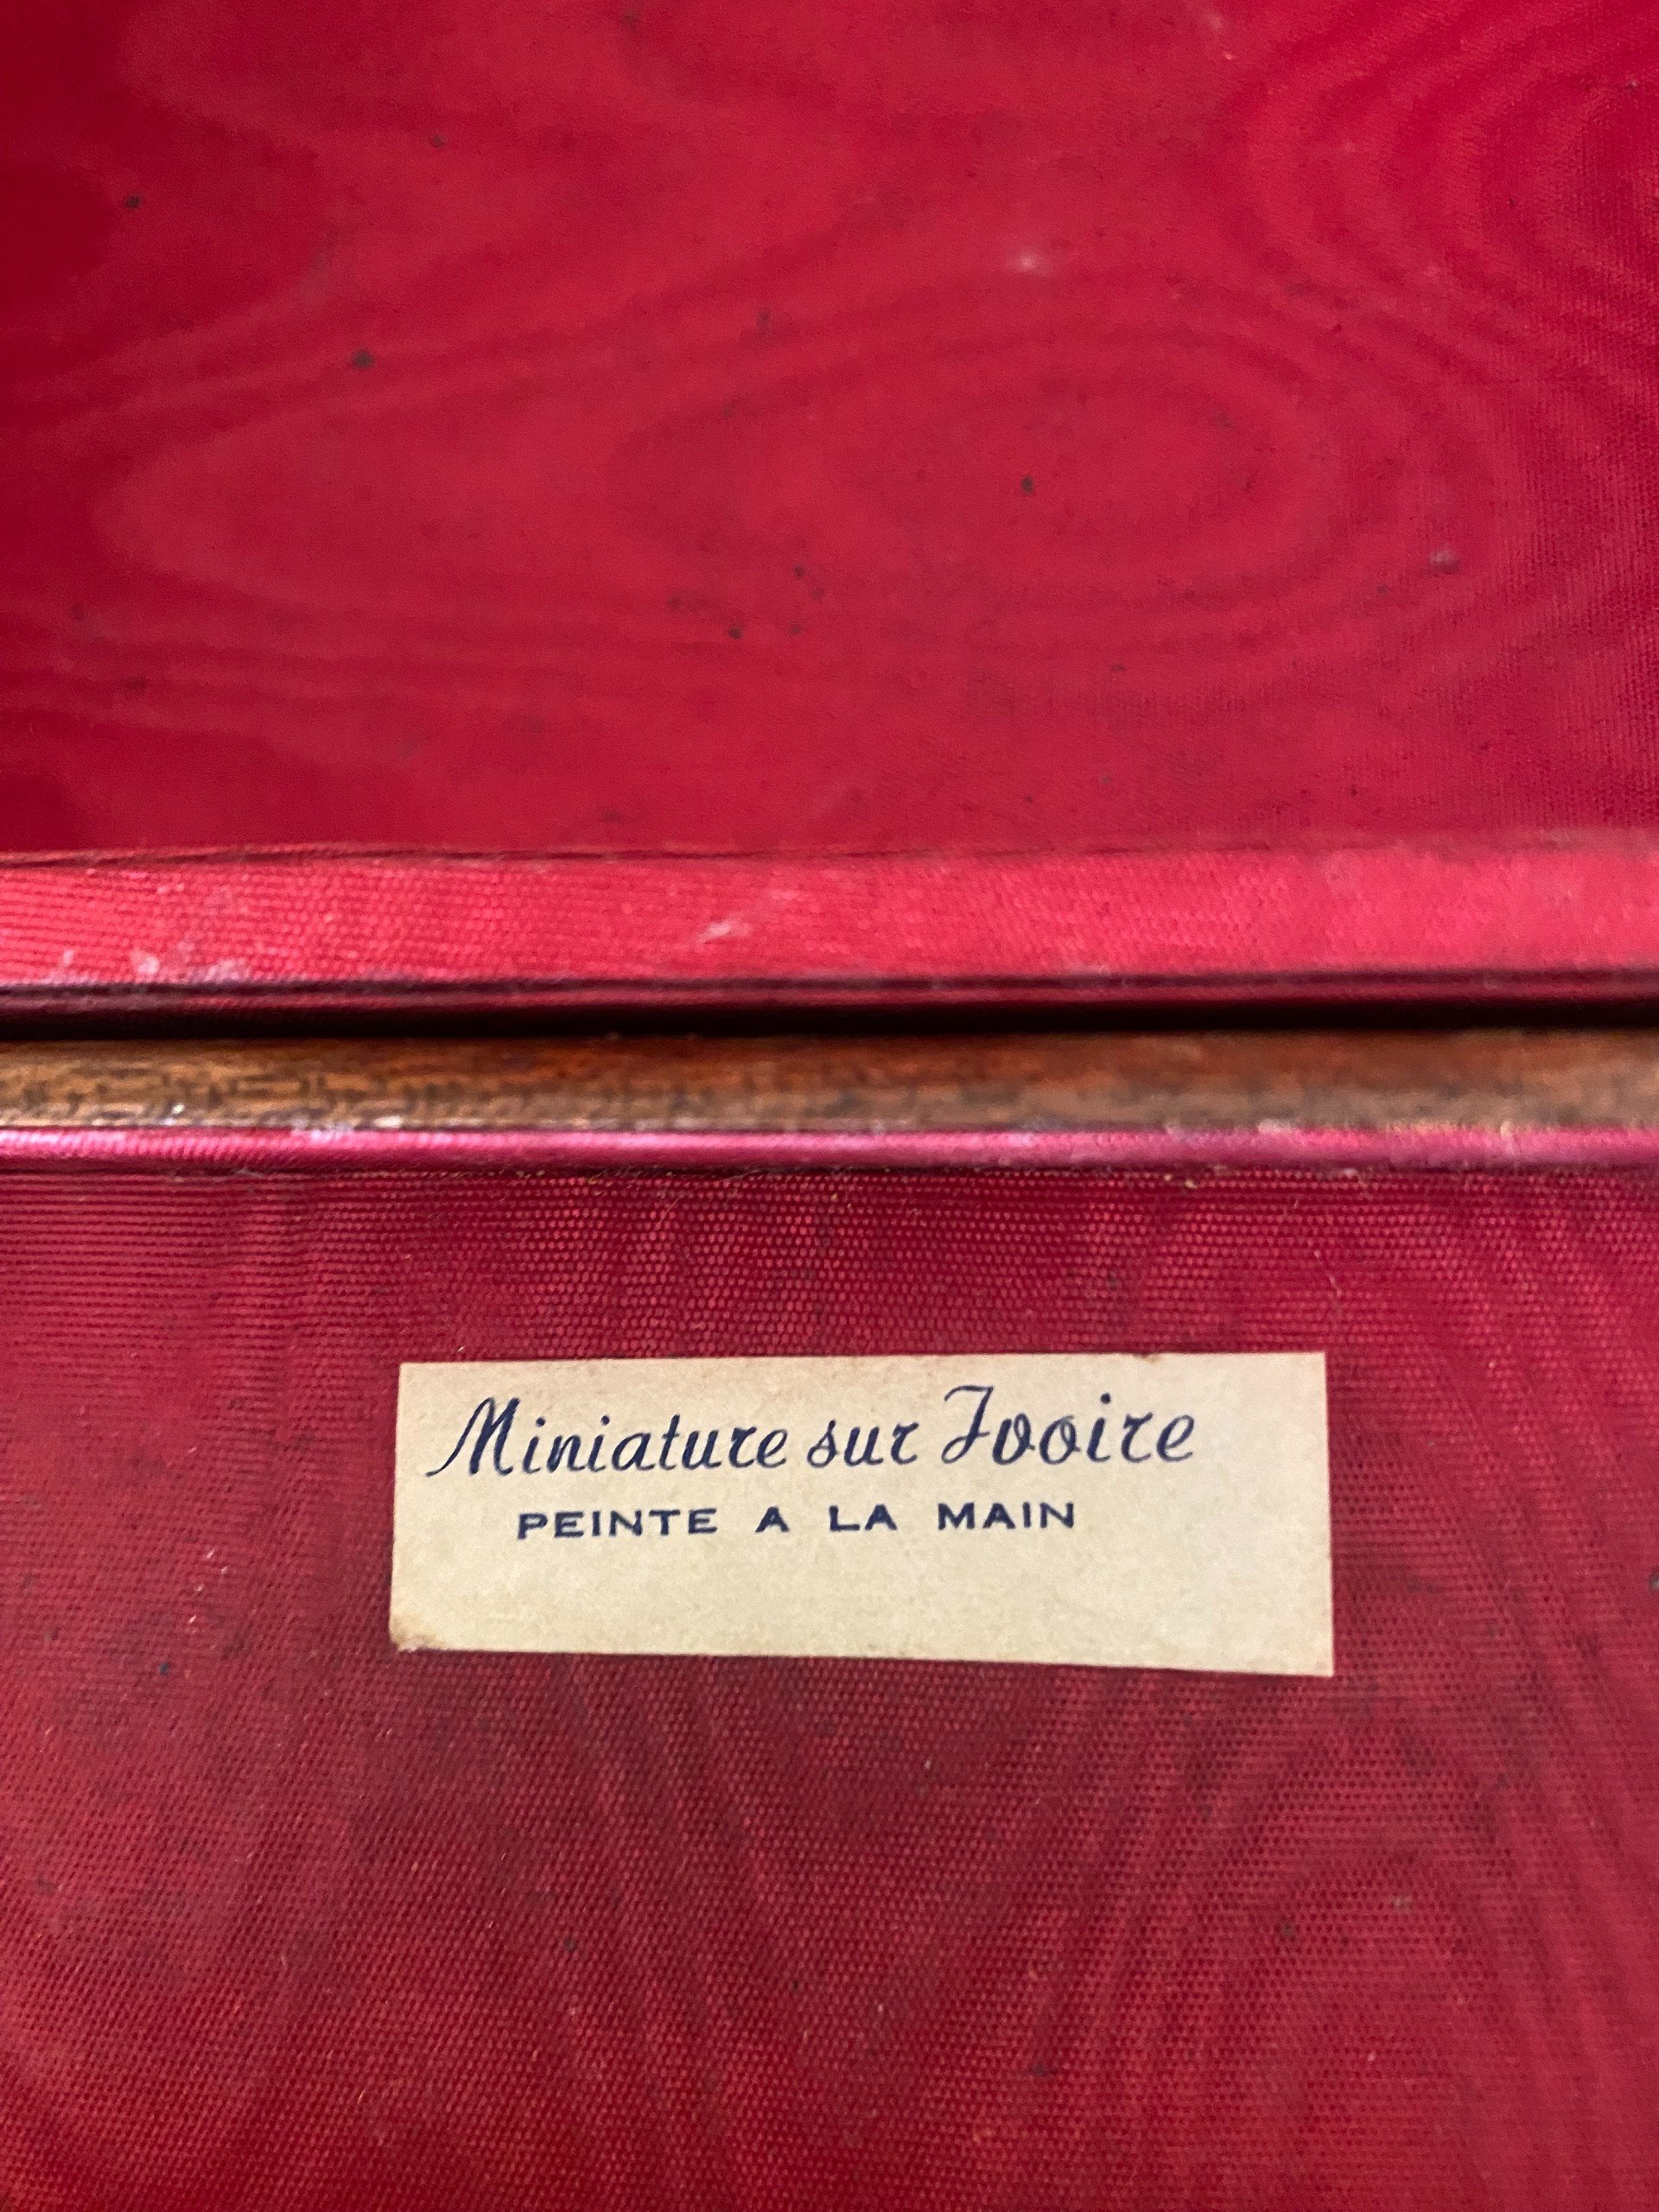 Miniature sur Ivoire
PEINTE A LA MAIN